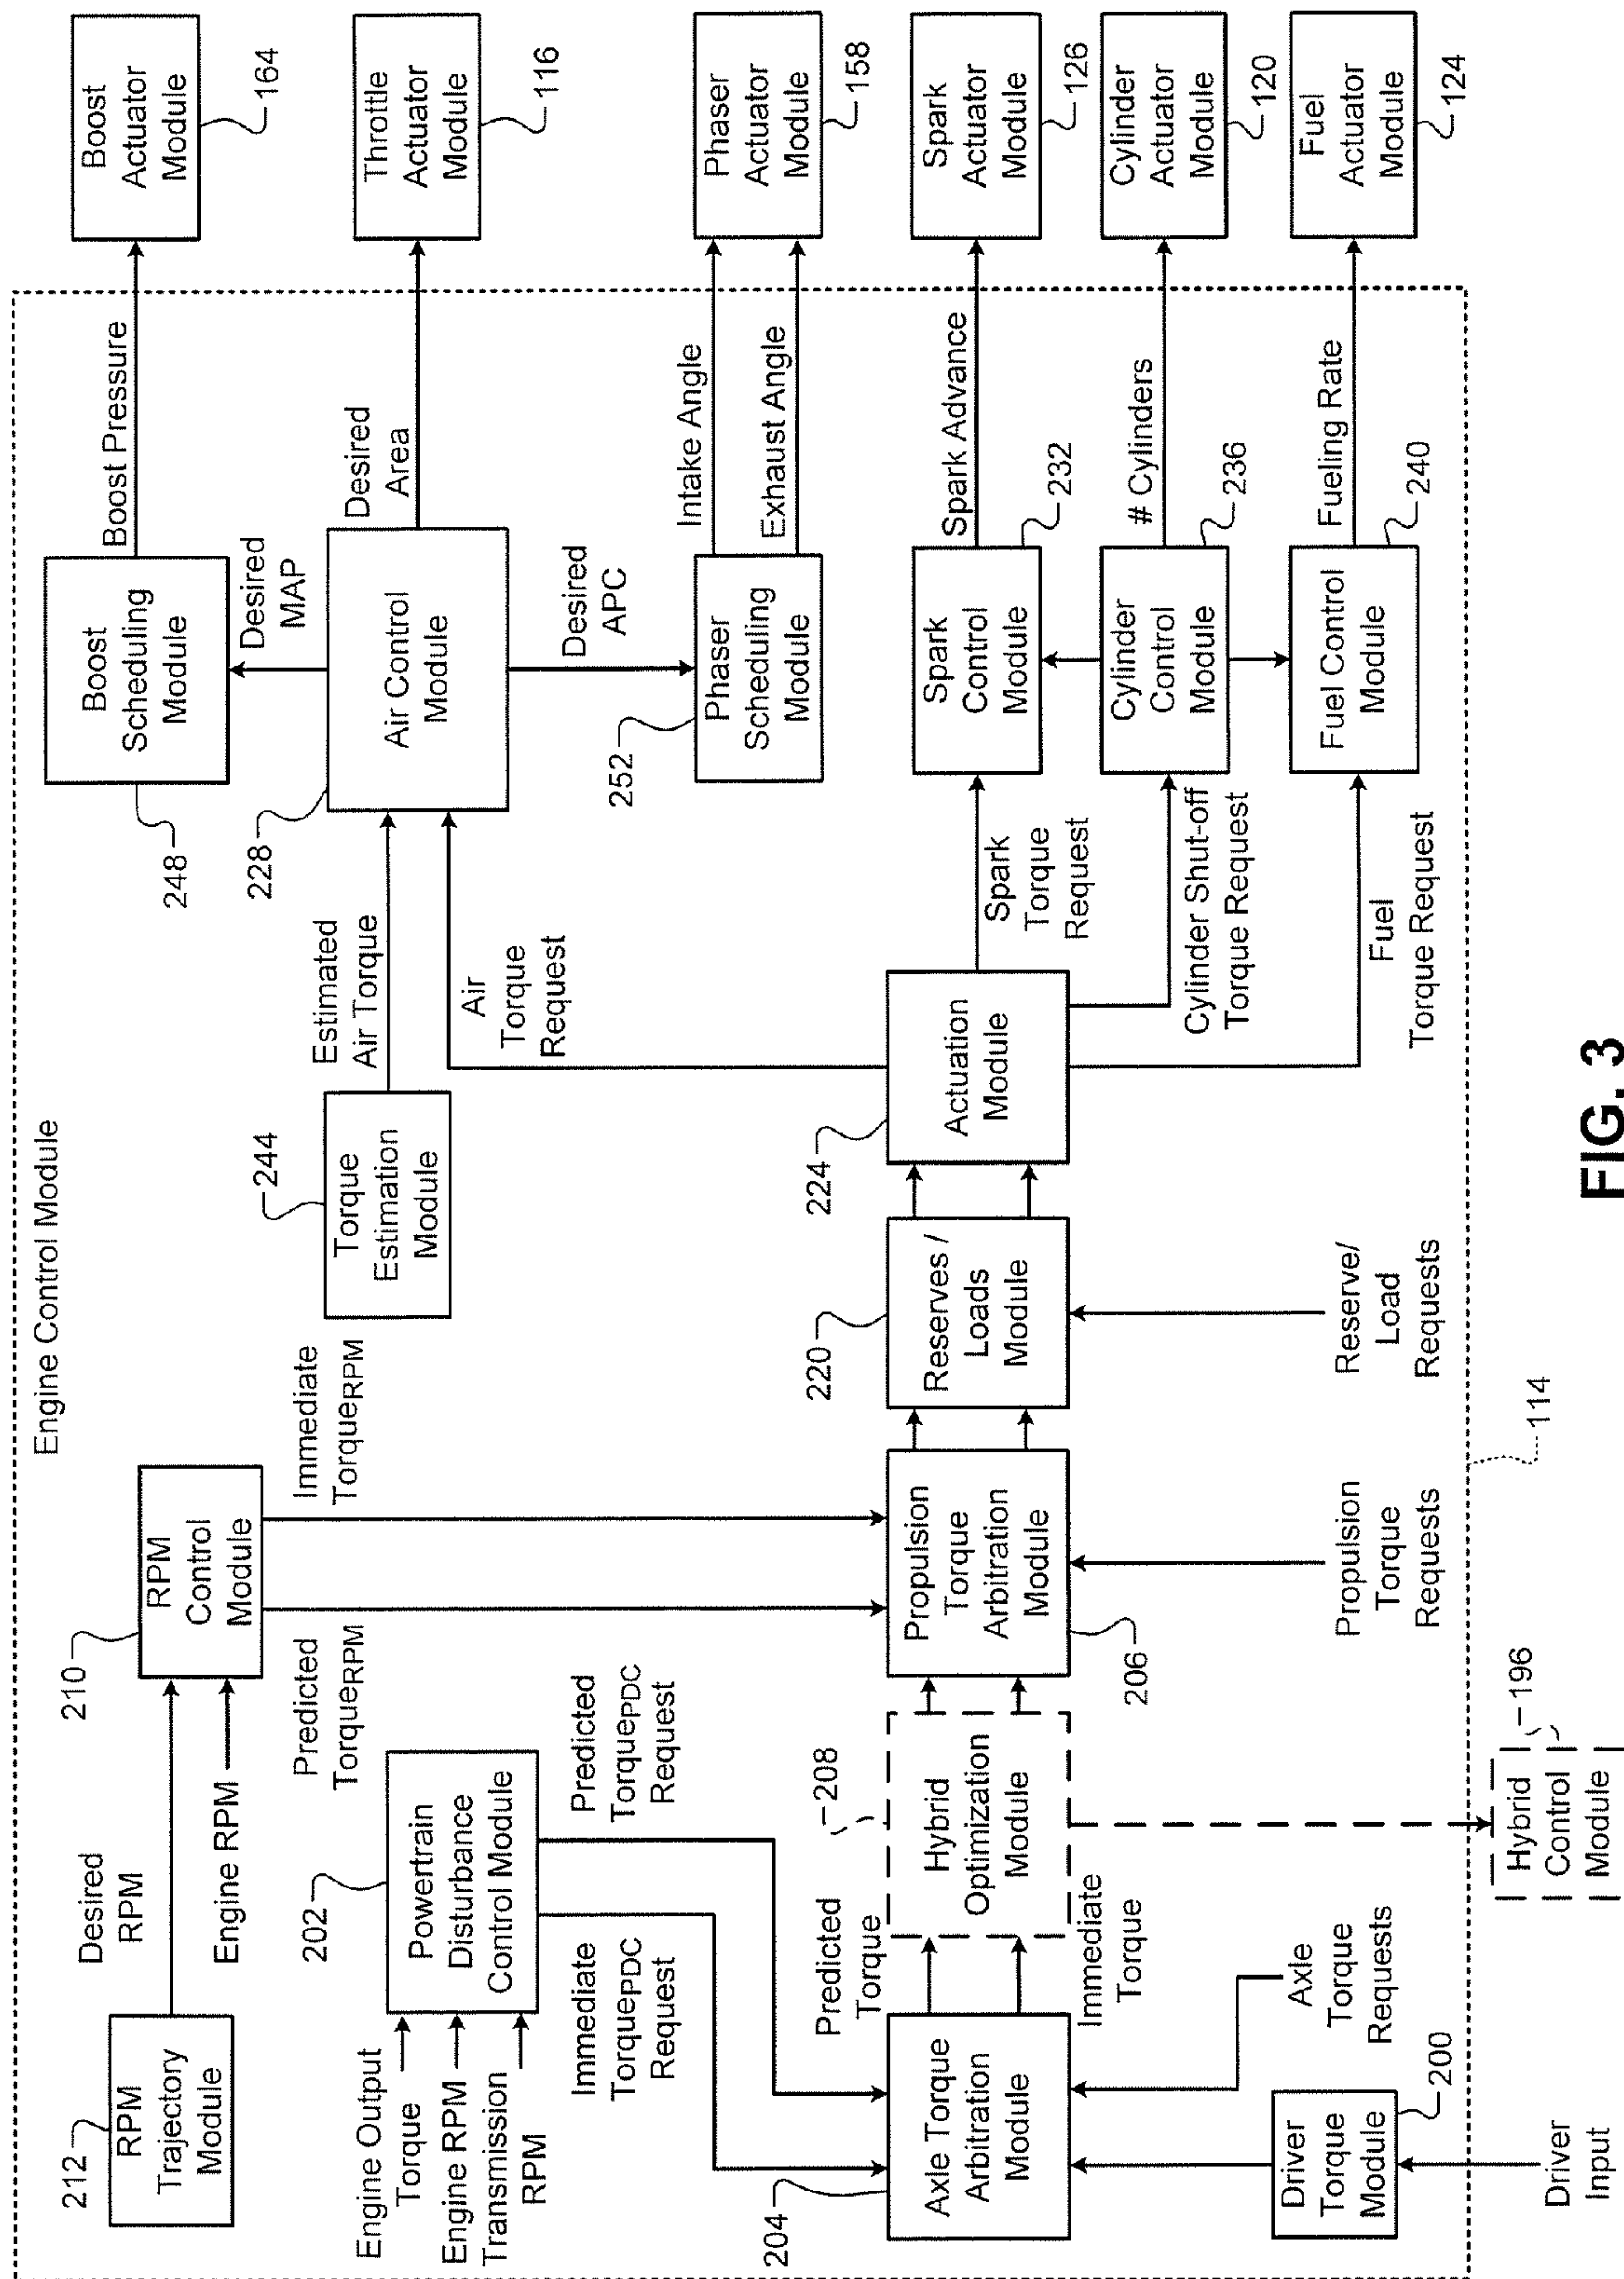 Engine Control Module
212
RPM
Trajectory
Module
Desired
RPM
Engine RPM
210
RPM
Control
Module
Predicted
TorqueRPM
Immediate
TorqueRPM
Engine Output
Torque
Engine RPM
Transmission
RPM
202
Powertrain
Disturbance
Control Module
Immediate
TorquePDC
Request
Predicted
TorquePDC
Request
244
Torque
Estimation
Module
Estimated
Air Torque
Air
Torque
Request
248
Boost
Scheduling
Module
Boost Pressure
Boost
Actuator
Module
164
Desired
MAP
228
Air Control
Module
Desired
Area
Throttle
Actuator
Module
116
Desired
APC
252
Phaser
Scheduling
Module
Intake Angle
Exhaust Angle
Phaser
Actuator
Module
158
204
Axle Torque
Arbitration
Module
Predicted
Torque
Immediate
Torque
208
Hybrid
Optimization
Module
206
Propulsion
Torque
Arbitration
Module
220
Reserves /
Loads
Module
224
Actuation
Module
Spark
Torque
Request
Cylinder Shut-off
Torque Request
Fuel
Torque Request
Spark
Control
Module
232
Spark Advance
Spark
Actuator
Module
126
Cylinder
Control
Module
236
# Cylinders
Cylinder
Actuator
Module
120
Fuel Control
Module
240
Fueling Rate
Fuel
Actuator
Module
124
Driver
Torque
Module
200
Axle
Torque
Requests
Propulsion
Torque
Requests
Reserve/
Load
Requests
Driver
Input
Hybrid
Control
Module
196
114
FIG. 3